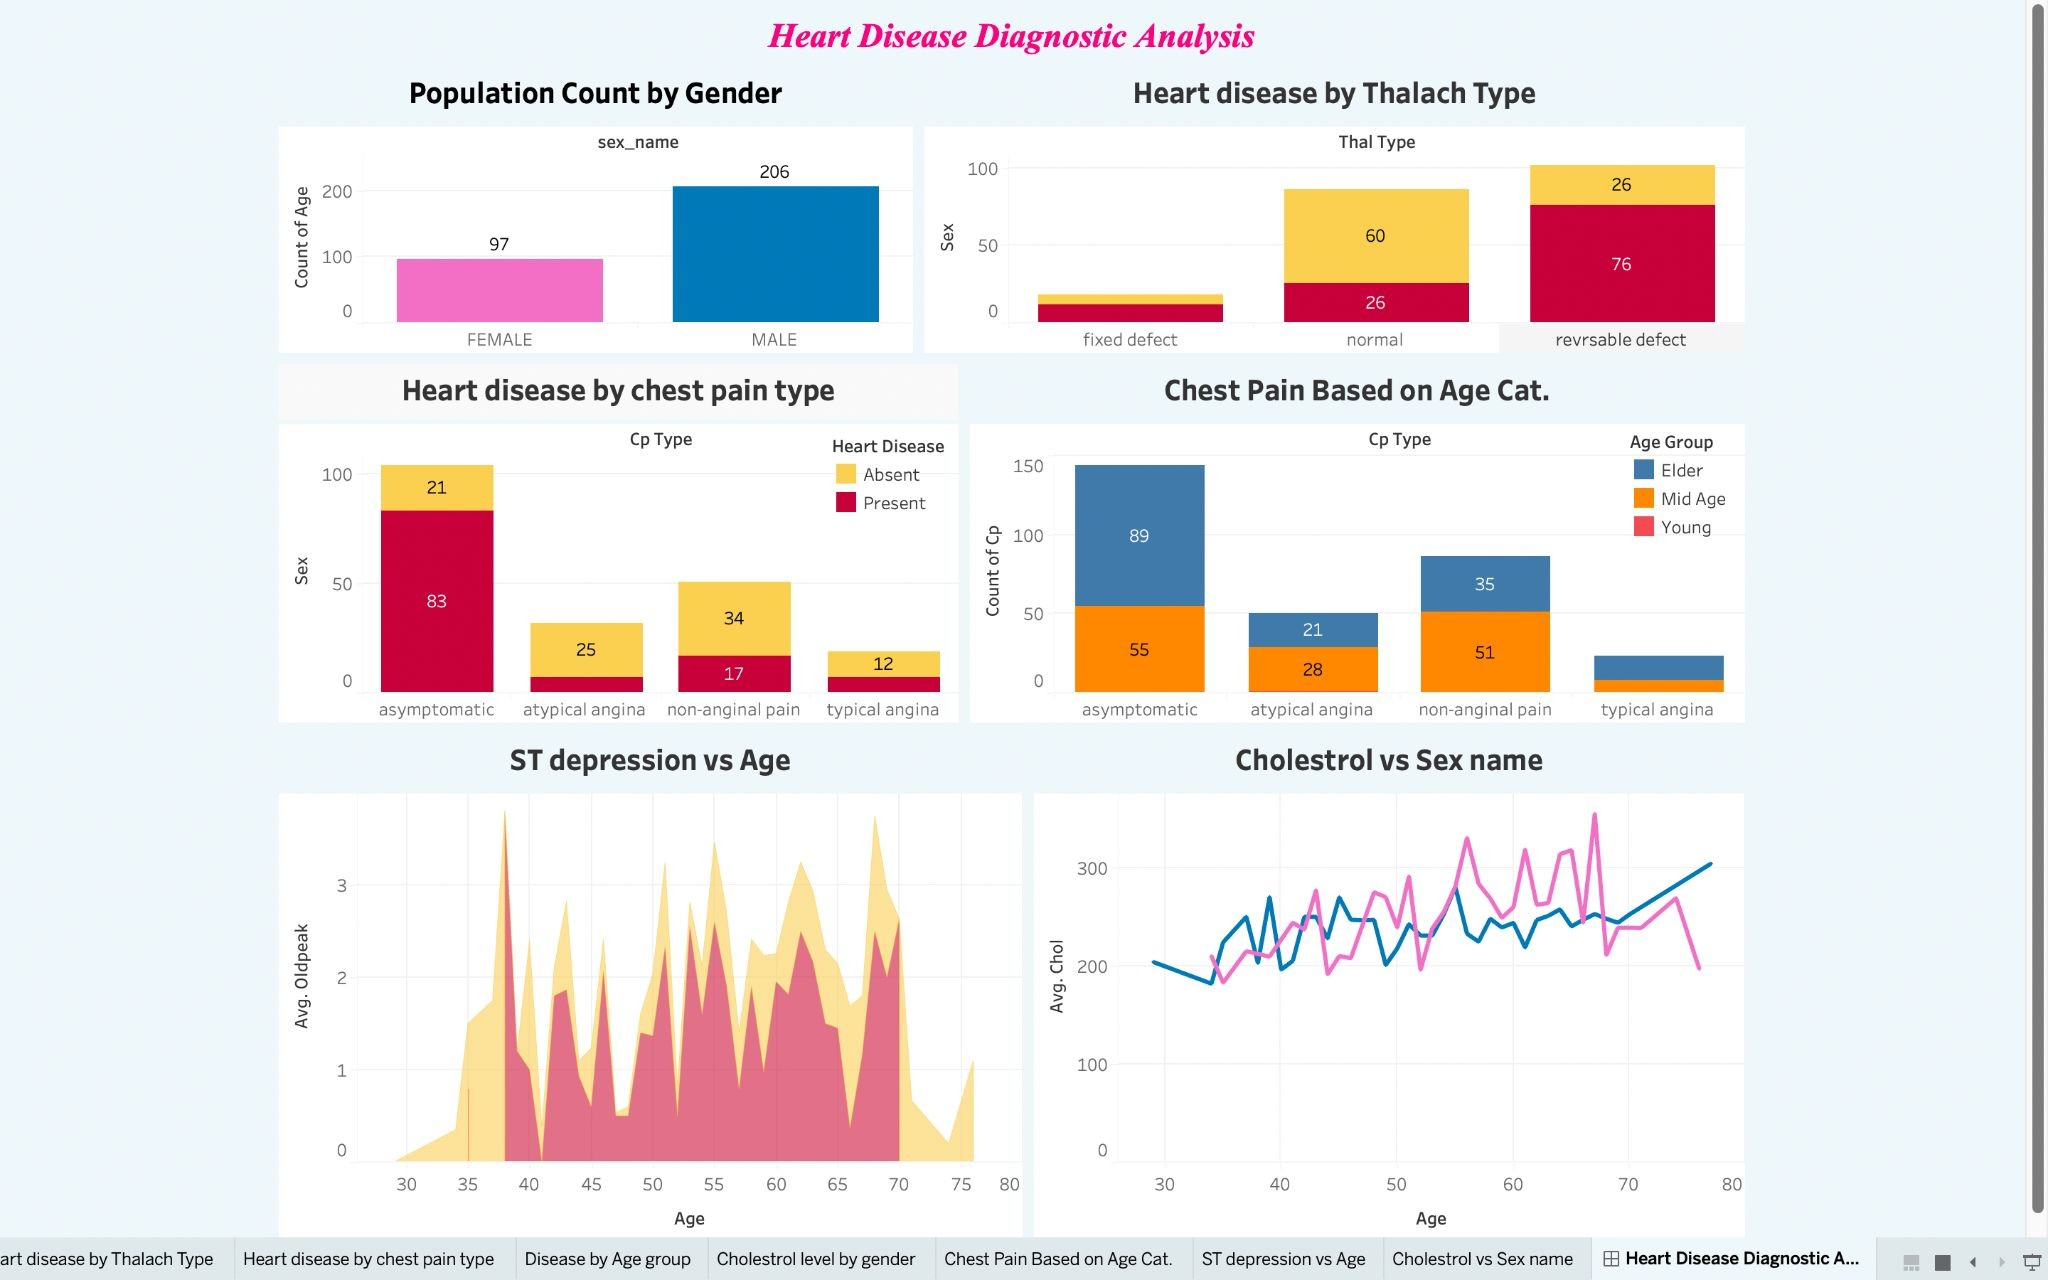 Heart Disease Diagnostic Analysis
Population Count by Gender
sex_name
Count of Age
200
100
0
97
206
FEMALE
MALE
Heart disease by Thalach Type
Thal Type
Sex
100
50
0
60
26
26
76
fixed defect
normal
revrsable defect
Heart disease by chest pain type
Cp Type
Heart Disease
Absent
Present
Sex
100
50
0
21
83
25
34
17
12
asymptomatic
atypical angina
non-anginal pain
typical angina
Chest Pain Based on Age Cat.
Cp Type
Age Group
Elder
Mid Age
Young
Count of Cp
150
100
50
0
89
55
21
28
35
51
asymptomatic
atypical angina
non-anginal pain
typical angina
ST depression vs Age
Avg. Oldpeak
3
2
1
0
30 35 40 45 50 55 60 65 70 75 80
Age
Cholestrol vs Sex name
Avg. Chol
300
200
100
0
30 40 50 60 70 80
Age
art disease by Thalach Type
Heart disease by chest pain type
Disease by Age group
Cholestrol level by gender
Chest Pain Based on Age Cat.
ST depression vs Age
Cholestrol vs Sex name
Heart Disease Diagnostic A...